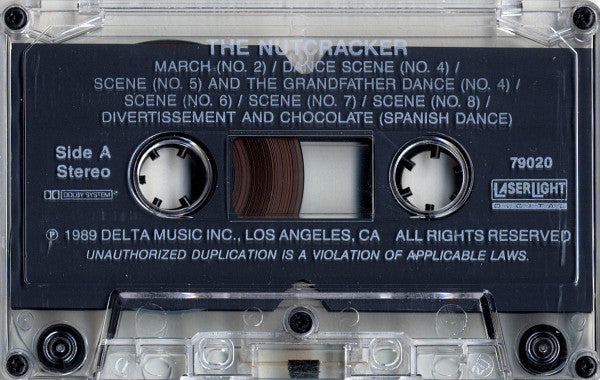 THE NUTCRACKER
MARCH (NO. 2) / DANCE SCENE (NO. 4) /
SCENE (NO. 5) AND THE GRANDFATHER DANCE (NO. 4) /
SCENE (NO. 6) / SCENE (NO. 7) / SCENE (NO. 8) /
DIVERTISSEMENT AND CHOCOLATE (SPANISH DANCE)
Side A
Stereo
DOLBY SYSTEM
79020
LASERLIGHT
DIGITAL
Ⓟ 1989 DELTA MUSIC INC., LOS ANGELES, CA ALL RIGHTS RESERVED
UNAUTHORIZED DUPLICATION IS A VIOLATION OF APPLICABLE LAWS.